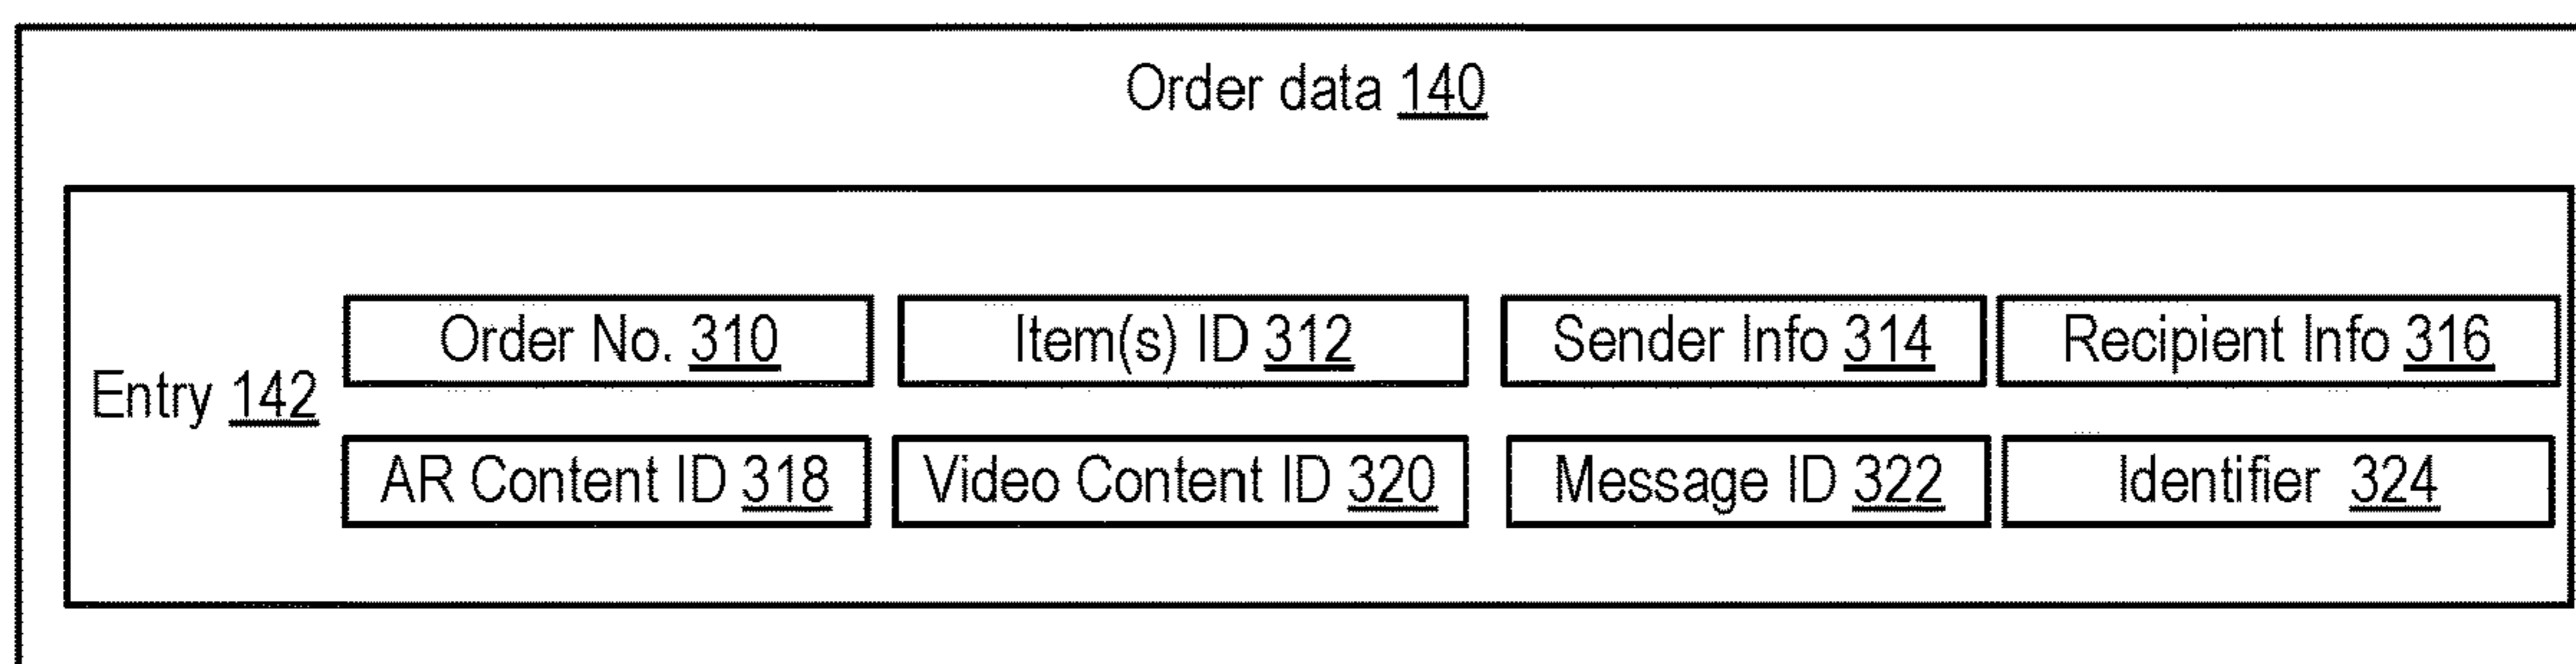 Order data 140
Order No. 310 Item(s) ID 312 Sender Info 314 Recipient Info 316
Entry 142
AR Content ID 318 Video Content ID 320 Message ID 322 Identifier 324